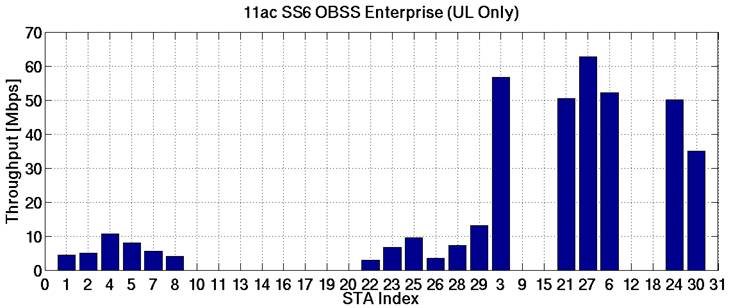 11ac SS6 OBSS Enterprise (UL Only)
Throughput [Mbps]
70
60
50
40
30
20
10
0
0 1 2 4 5 7 8 10 11 13 14 16 17 19 20 22 23 25 26 28 29 3 9 15 21 27 6 12 18 24 30 31
STA Index